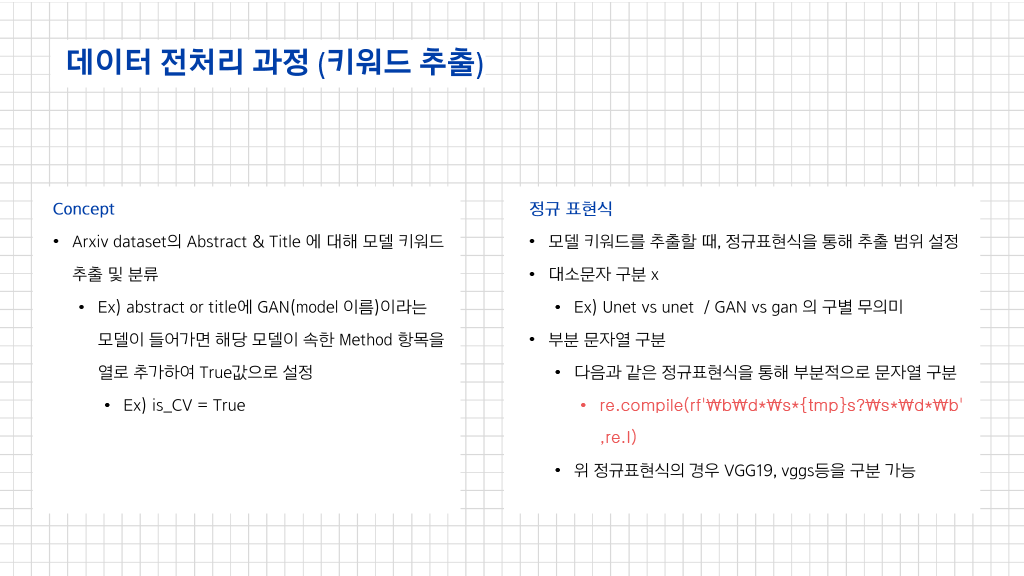 데이터 전처리 과정 (키워드 추출)
Concept
• Arxiv dataset의 Abstract & Title 에 대해 모델 키워드
추출 및 분류
• Ex) abstract or title에 GAN(model 이름)이라는
모델이 들어가면 해당 모델이 속한 Method 항목을
열로 추가하여 True값으로 설정
• Ex) is_CV = True
정규 표현식
• 모델 키워드를 추출할 때, 정규표현식을 통해 추출 범위 설정
• 대소문자 구분 x
• Ex) Unet vs unet / GAN vs gan 의 구별 무의미
• 부분 문자열 구분
• 다음과 같은 정규표현식을 통해 부분적으로 문자열 구분
• re.compile(rf'₩b₩d*₩s*{tmp}s?₩s*₩d*₩b'
,re.I)
• 위 정규표현식의 경우 VGG19, vggs등을 구분 가능